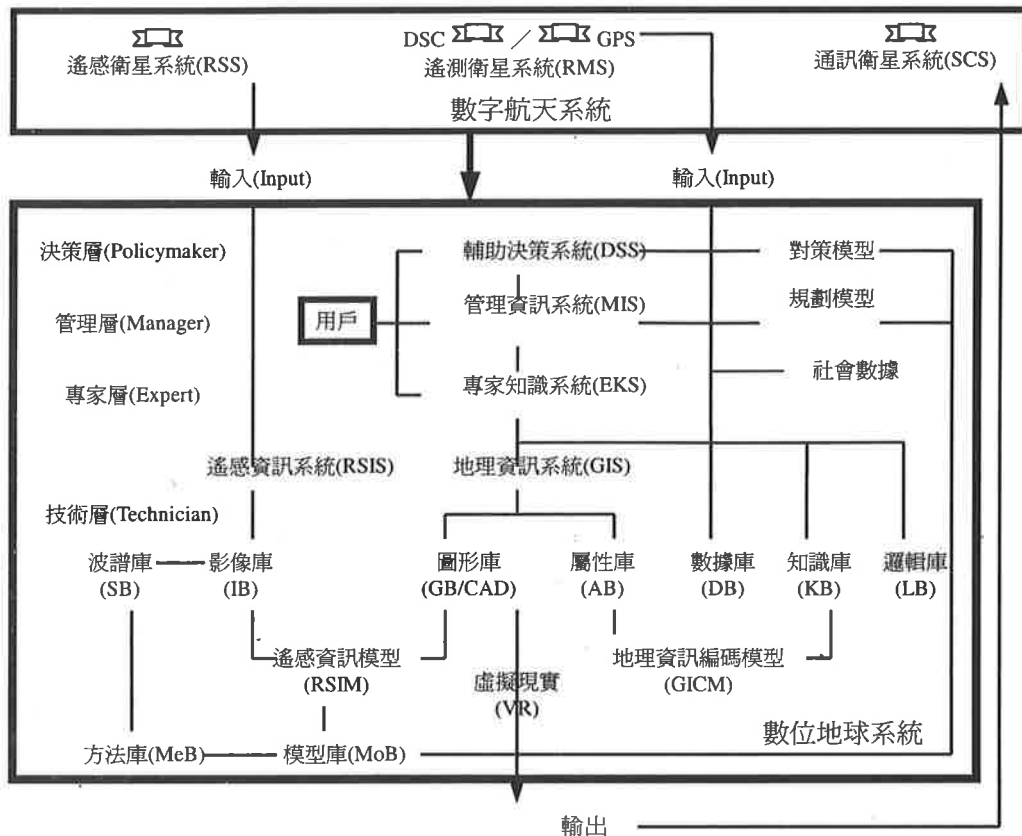 DSC ／ GPS
遙感衛星系統(RSS)
遙測衛星系統(RMS)
通訊衛星系統(SCS)
數字航天系統
輸入(Input)
輸入(Input)
決策層(Policymaker)
輔助決策系統(DSS)
對策模型
管理層(Manager)
用戶
管理資訊系統(MIS)
規劃模型
專家層(Expert)
專家知識系統(EKS)
社會數據
遙感資訊系統(RSIS)
地理資訊系統(GIS)
技術層(Technician)
波譜庫
(SB)
影像庫
(IB)
圖形庫
(GB/CAD)
屬性庫
(AB)
數據庫
(DB)
知識庫
(KB)
邏輯庫
(LB)
遙感資訊模型
(RSIM)
虛擬現實
(VR)
地理資訊編碼模型
(GICM)
數位地球系統
方法庫(MeB)
模型庫(MoB)
輸出